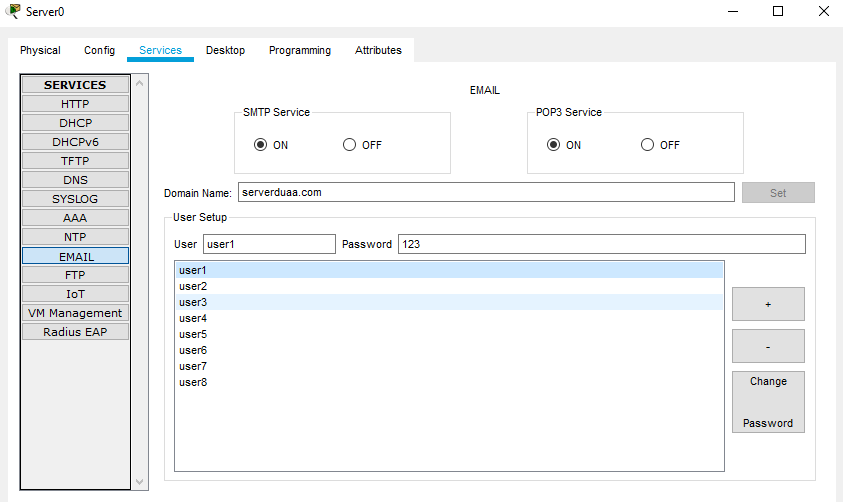 Server0
Physical Config Services Desktop Programming Attributes
SERVICES
HTTP
DHCP
DHCPv6
TFTP
DNS
SYSLOG
AAA
NTP
EMAIL
FTP
IoT
VM Management
Radius EAP
EMAIL
SMTP Service
ON OFF
POP3 Service
ON OFF
Domain Name: serverduaa.com Set
User Setup
User user1 Password 123
user1
user2
user3
user4
user5
user6
user7
user8
+
-
Change
Password